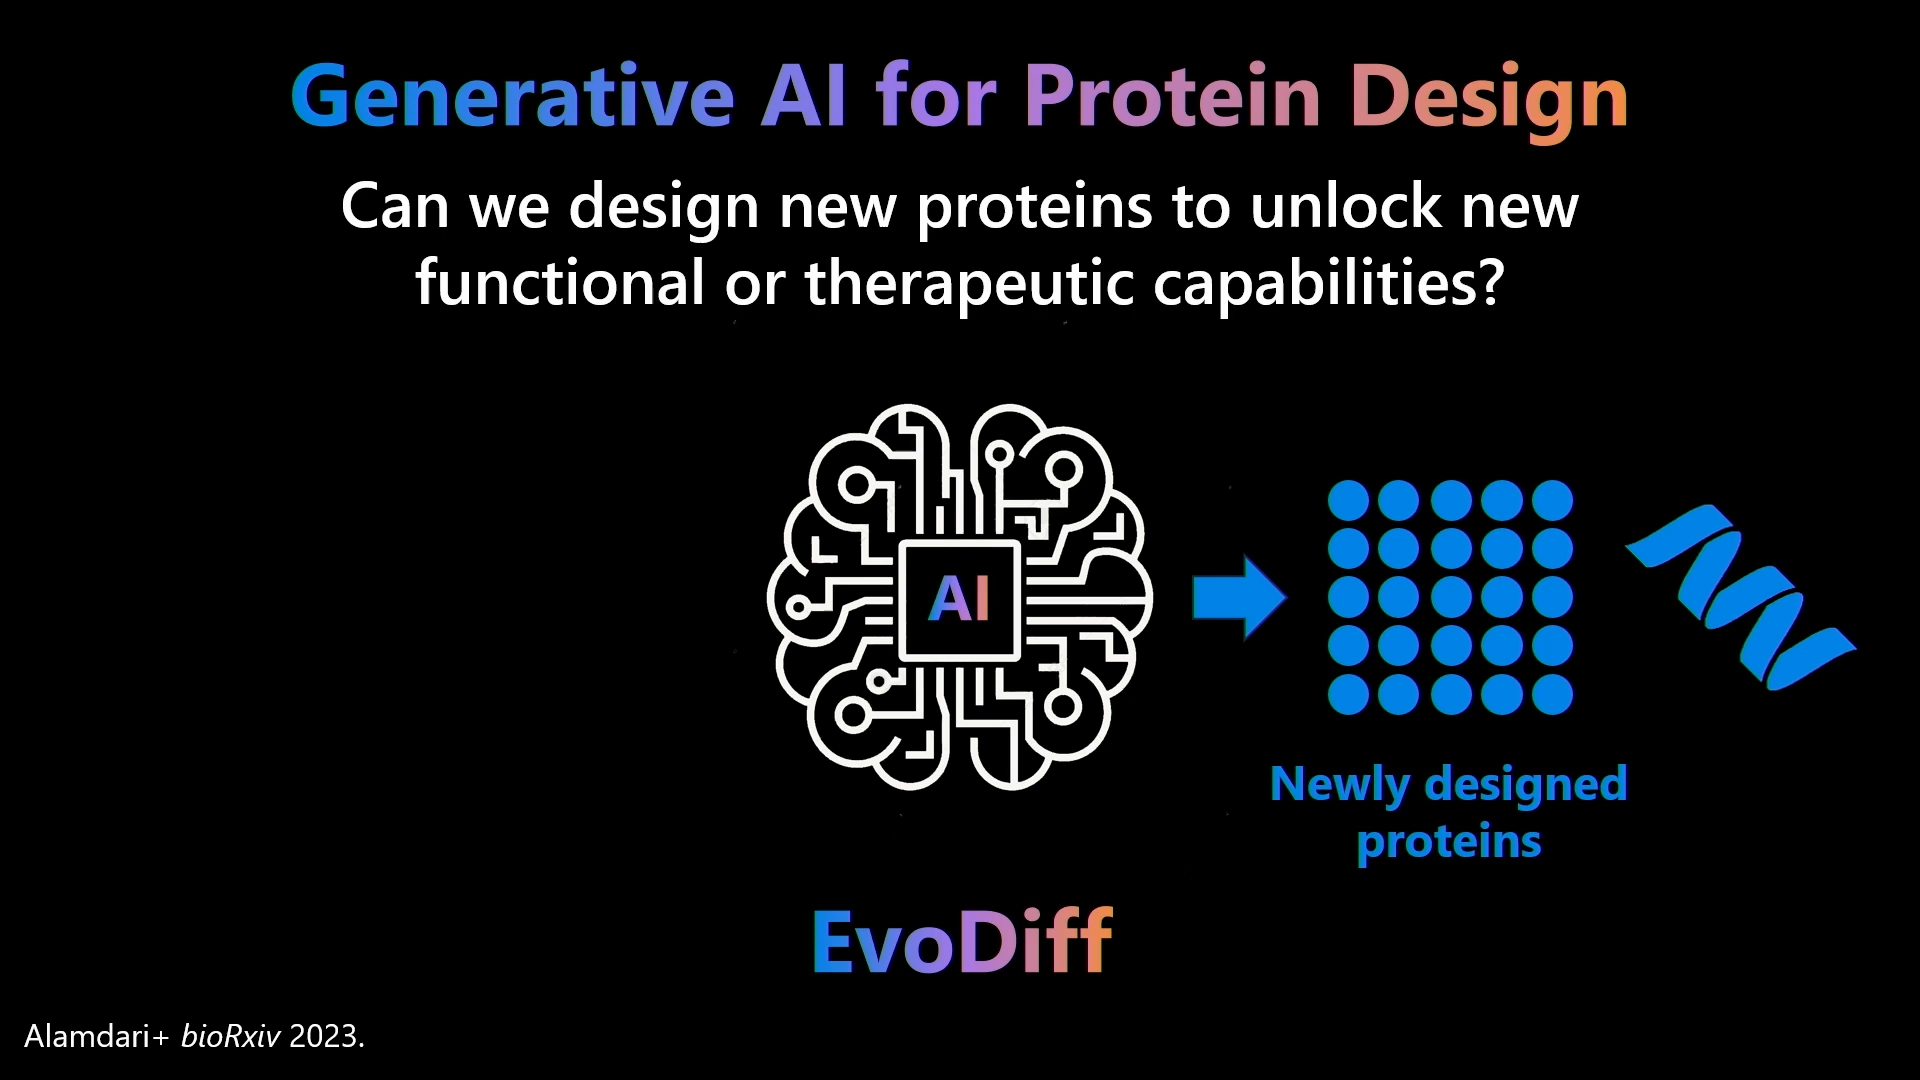 Generative AI for Protein Design
Can we design new proteins to unlock new
functional or therapeutic capabilities?
AI
Newly designed
proteins
EvoDiff
Alamdari+ bioRxiv 2023.